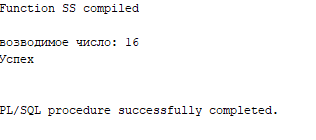 Function SS compiled
возводимое число: 16
Успех
PL/SQL procedure successfully completed.